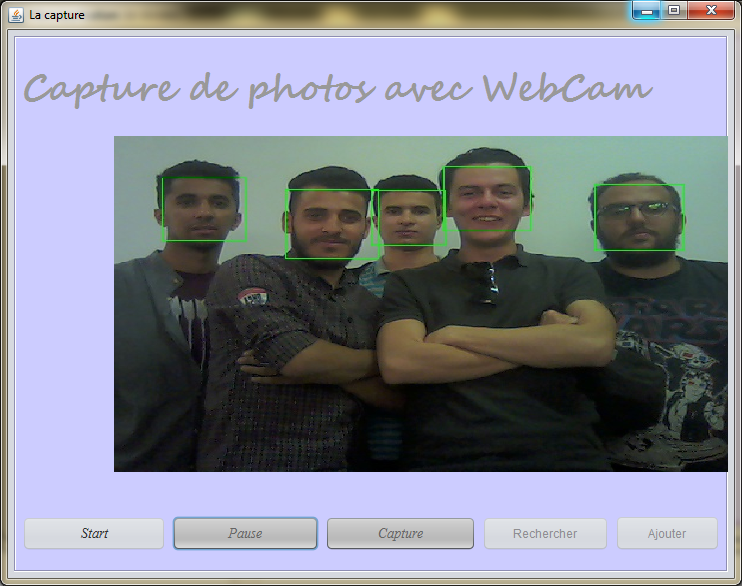 La capture
Capture de photos avec WebCam
Start
Pause
Capture
Rechercher
Ajouter